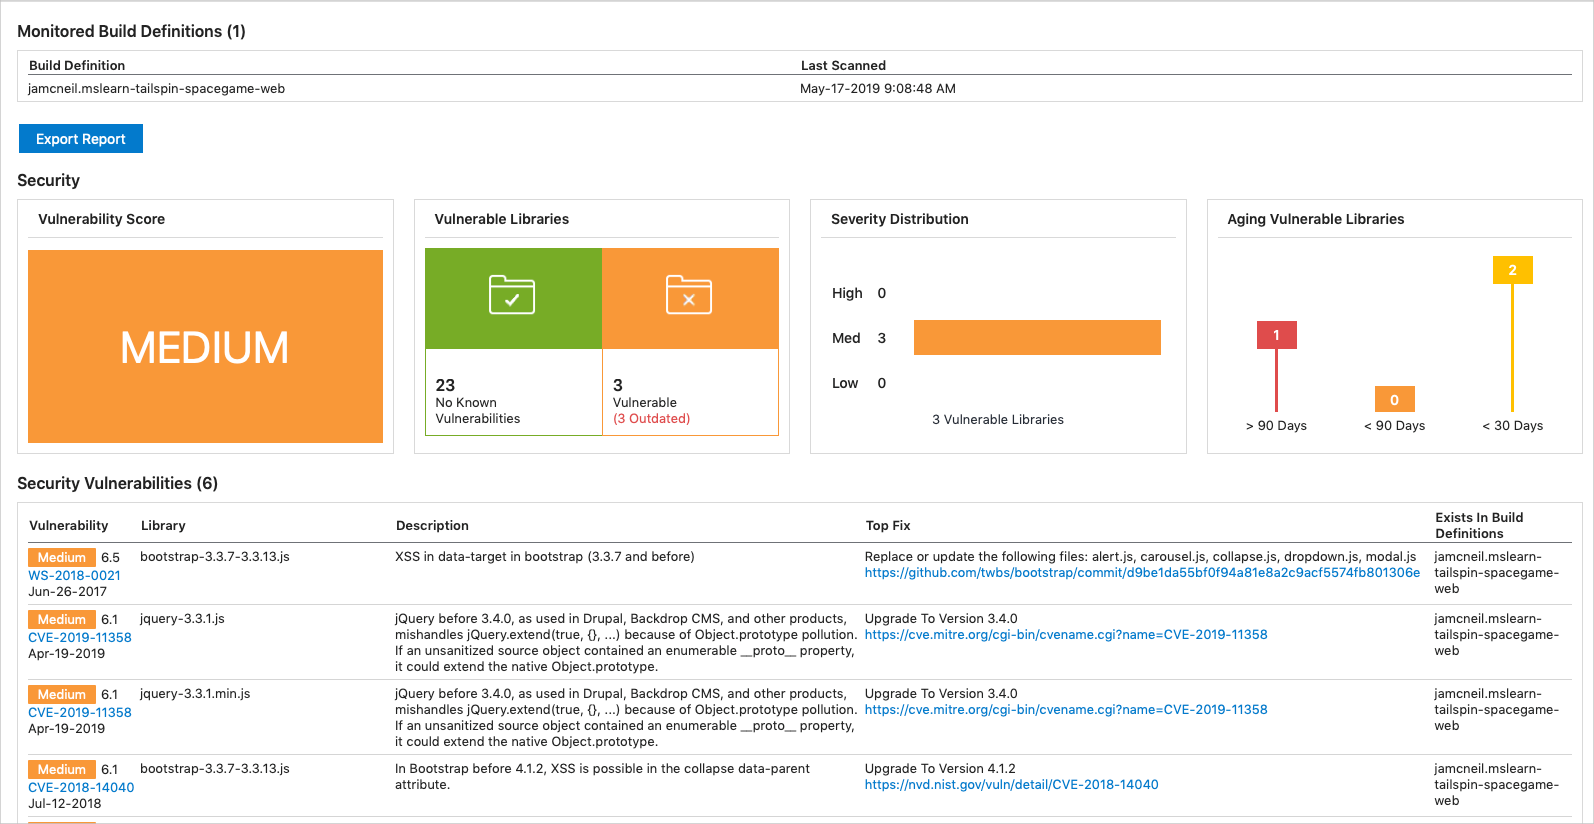 Monitored Build Definitions (1)
Build Definition Last Scanned
jamcneil.mslearn-tailspin-spacegame-web May-17-2019 9:08:48 AM
Export Report
Security
Vulnerability Score
MEDIUM
Vulnerable Libraries
23
No Known
Vulnerabilities
3
Vulnerable
(3 Outdated)
Severity Distribution
High 0
Med 3
Low 0
3 Vulnerable Libraries
Aging Vulnerable Libraries
1
0
2
> 90 Days < 90 Days < 30 Days
Security Vulnerabilities (6)
Vulnerability Library Description Top Fix Exists In Build
Definitions
Medium 6.5 bootstrap-3.3.7-3.3.13.js XSS in data-target in bootstrap (3.3.7 and before) Replace or update the following files: alert.js, carousel.js, collapse.js, dropdown.js, modal.js jamcneil.mslearn-
WS-2018-0021 https://github.com/twbs/bootstrap/commit/d9be1da55bf0f94a81e8a2c9acf5574fb801306e tailspin-spacegame-
Jun-26-2017 web
Medium 6.1 jquery-3.3.1.js jQuery before 3.4.0, as used in Drupal, Backdrop CMS, and other products, Upgrade To Version 3.4.0 jamcneil.mslearn-
CVE-2019-11358 mishandles jQuery.extend(true, {}, ...) because of Object.prototype pollution. https://cve.mitre.org/cgi-bin/cvename.cgi?name=CVE-2019-11358 tailspin-spacegame-
Apr-19-2019 If an unsanitized source object contained an enumerable __proto__ property, web
it could extend the native Object.prototype.
Medium 6.1 jquery-3.3.1.min.js jQuery before 3.4.0, as used in Drupal, Backdrop CMS, and other products, Upgrade To Version 3.4.0 jamcneil.mslearn-
CVE-2019-11358 mishandles jQuery.extend(true, {}, ...) because of Object.prototype pollution. https://cve.mitre.org/cgi-bin/cvename.cgi?name=CVE-2019-11358 tailspin-spacegame-
Apr-19-2019 If an unsanitized source object contained an enumerable __proto__ property, web
it could extend the native Object.prototype.
Medium 6.1 bootstrap-3.3.7-3.3.13.js In Bootstrap before 4.1.2, XSS is possible in the collapse data-parent Upgrade To Version 4.1.2 jamcneil.mslearn-
CVE-2018-14040 attribute. https://nvd.nist.gov/vuln/detail/CVE-2018-14040 tailspin-spacegame-
Jul-12-2018 web